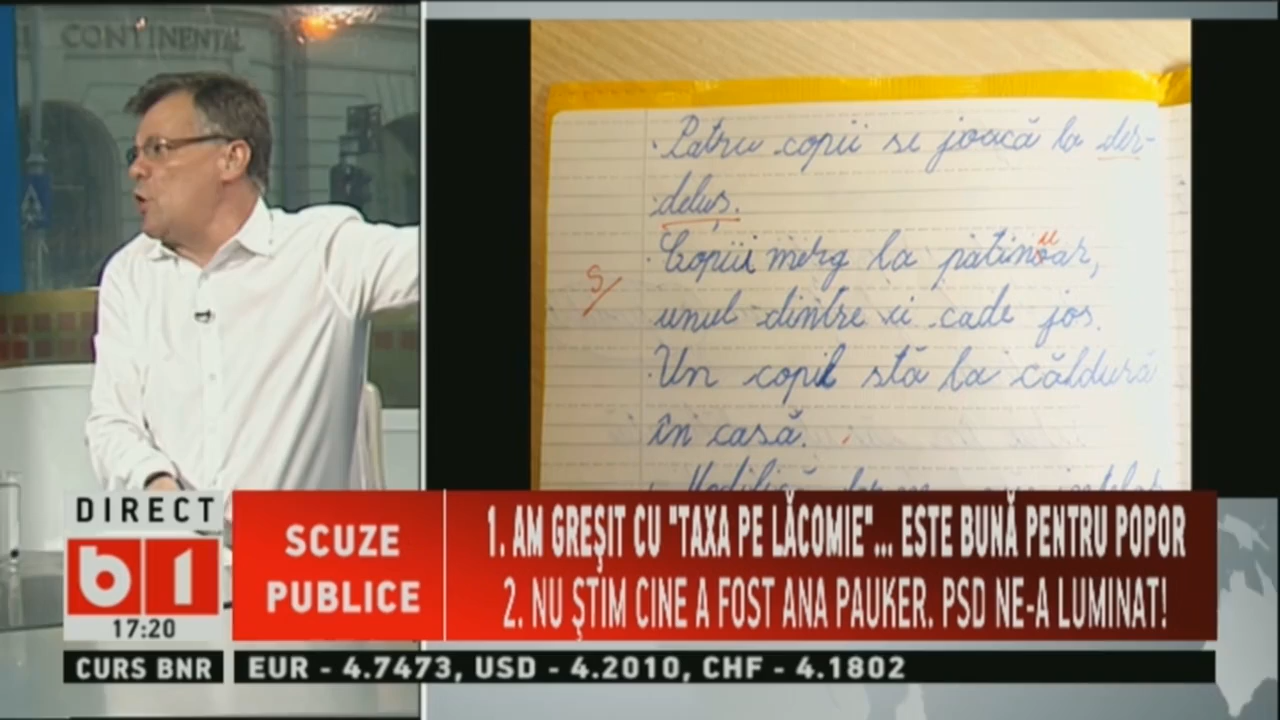 CONTINENTAL
·Patru copii se joacă la der-
deluș.
·Copiii merg la patinuoar,
unul dintre ei cade jos.
·Un copil stă la căldură
în casă.
S/
DIRECT
b1
17:20
SCUZE
PUBLICE
1. AM GREŞIT CU "TAXA PE LĂCOMIE"... ESTE BUNĂ PENTRU POPOR
2. NU ŞTIM CINE A FOST ANA PAUKER. PSD NE-A LUMINAT!
CURS BNR
EUR - 4.7473, USD - 4.2010, CHF - 4.1802